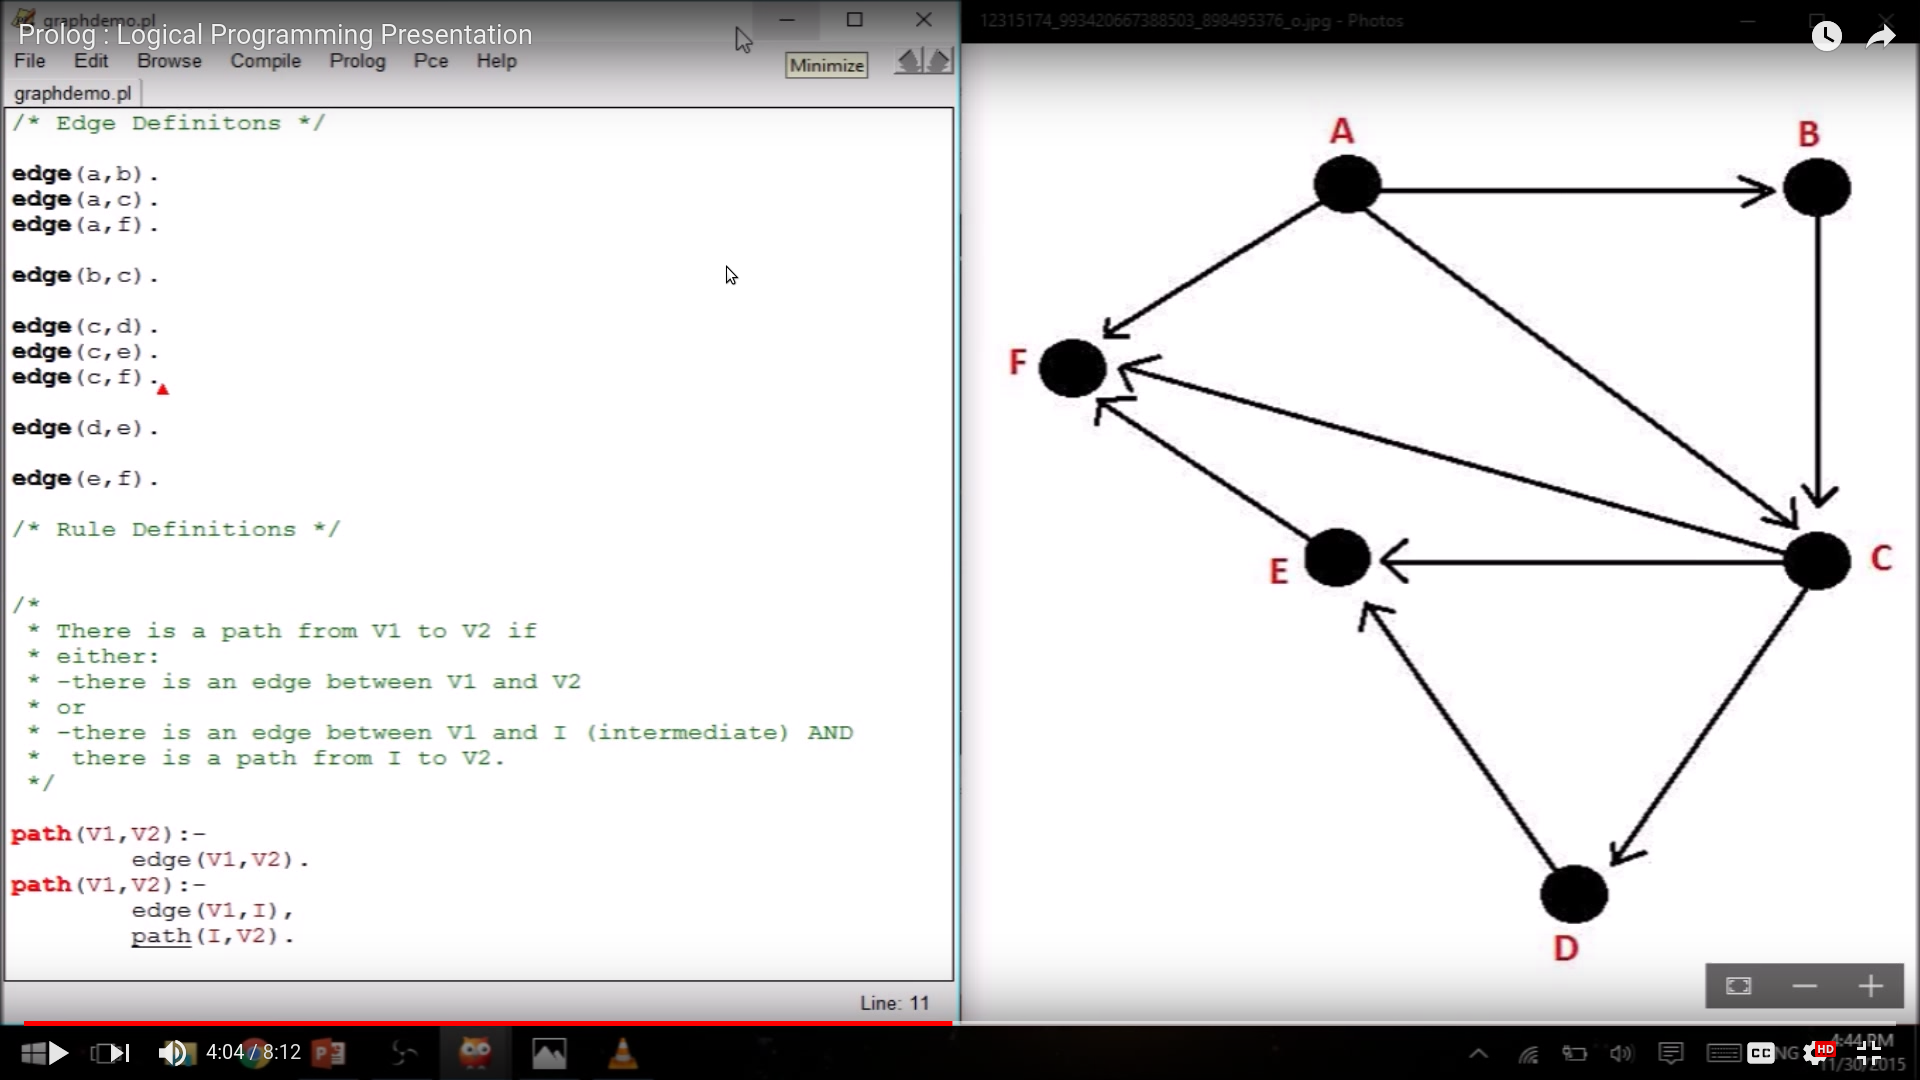 graphdemo.pl
Prolog : Logical Programming Presentation
File Edit Browse Compile Prolog Pce Help
Minimize
graphdemo.pl
/* Edge Definitons */
edge(a,b).
edge(a,c).
edge(a,f).
edge(b,c).
edge(c,d).
edge(c,e).
edge(c,f).
edge(d,e).
edge(e,f).
/* Rule Definitions */
/*
* There is a path from V1 to V2 if
* either:
* -there is an edge between V1 and V2
* or
* -there is an edge between V1 and I (intermediate) AND
* there is a path from I to V2.
*/
path(V1,V2):-
edge(V1,V2).
path(V1,V2):-
edge(V1,I),
path(I,V2).
Line: 11
12315174_993420667388503_898495376_o.jpg - Photos
A
B
F
E
C
D
4:04 / 8:12
CC
HD
4:44 PM
11/30/2015